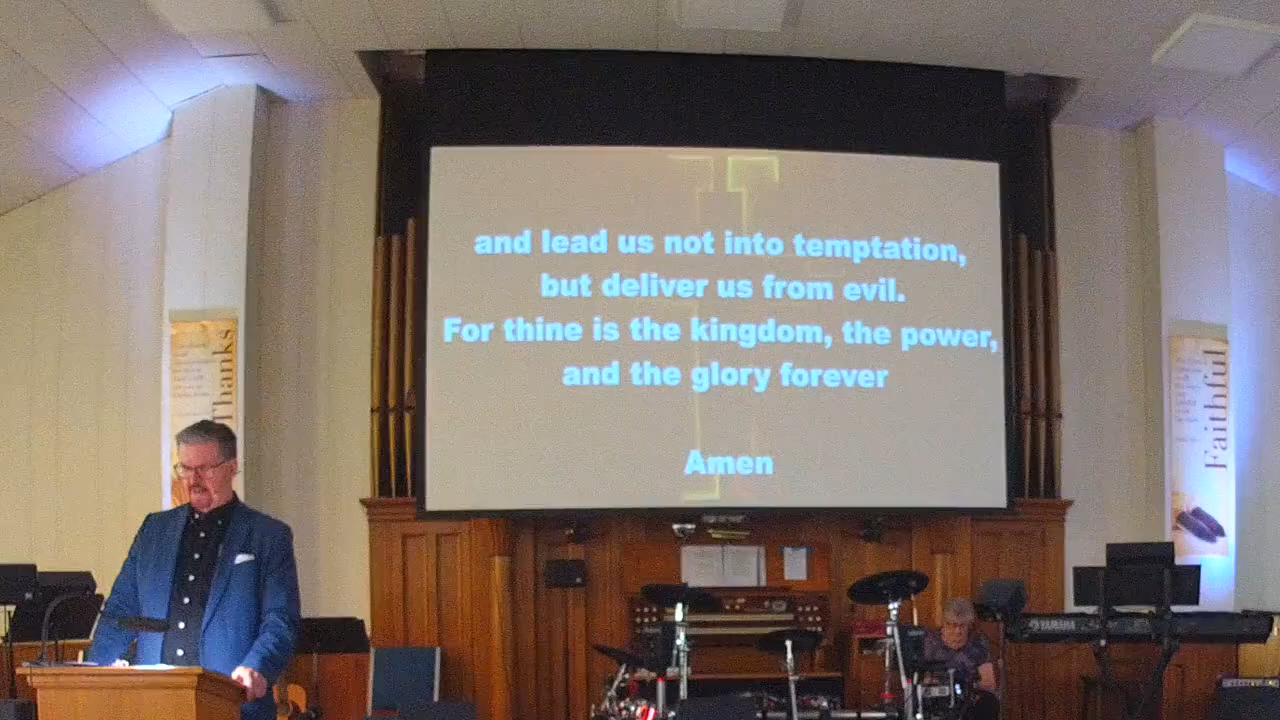 and lead us not into temptation,
but deliver us from evil.
For thine is the kingdom, the power,
and the glory forever
Amen
Thanks
Faithful
YAMAHA